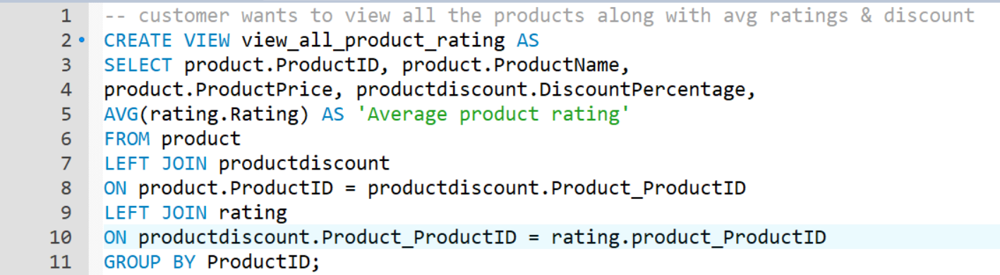 1 -- customer wants to view all the products along with avg ratings & discount
2 CREATE VIEW view_all_product_rating AS
3 SELECT product.ProductID, product.ProductName,
4 product.ProductPrice, productdiscount.DiscountPercentage,
5 AVG(rating.Rating) AS 'Average product rating'
6 FROM product
7 LEFT JOIN productdiscount
8 ON product.ProductID = productdiscount.Product_ProductID
9 LEFT JOIN rating
10 ON productdiscount.Product_ProductID = rating.product_ProductID
11 GROUP BY ProductID;